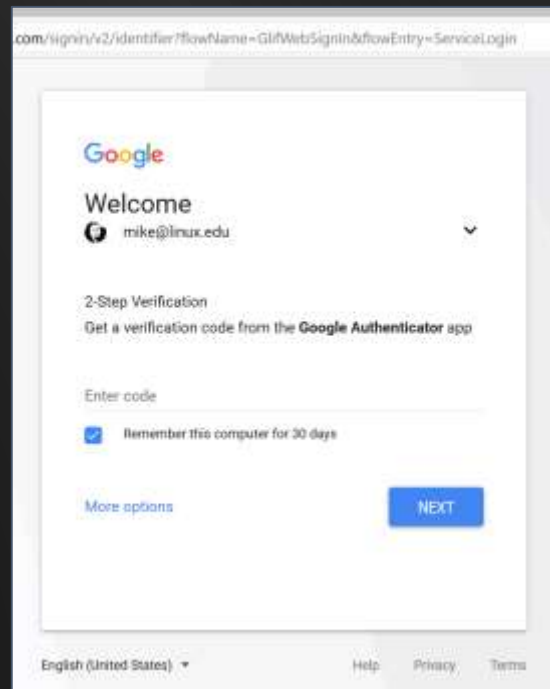 .com/signin/v2/identifier?flowName=GlifWebSignIn&flowEntry=ServiceLogin
Google
Welcome
mike@linux.edu
2-Step Verification
Get a verification code from the Google Authenticator app
Enter code
Remember this computer for 30 days
More options NEXT
English (United States) Help Privacy Terms